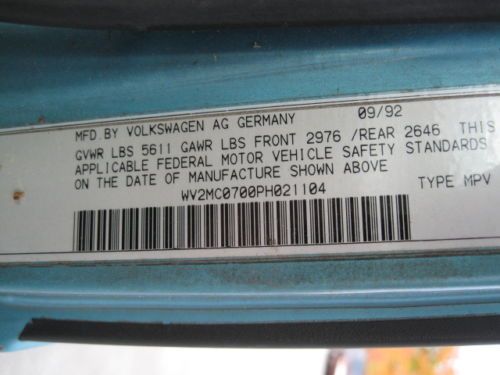 MFD.BY VOLKSWAGEN AG GERMANY 09/92
GVWR LBS 5611 GAWR LBS FRONT 2976 /REAR 2646 THIS
APPLICABLE FEDERAL MOTOR VEHICLE SAFETY STANDARDS
ON THE DATE OF MANUFACTURE SHOWN ABOVE
WV2MC0700PH021104 TYPE MPV